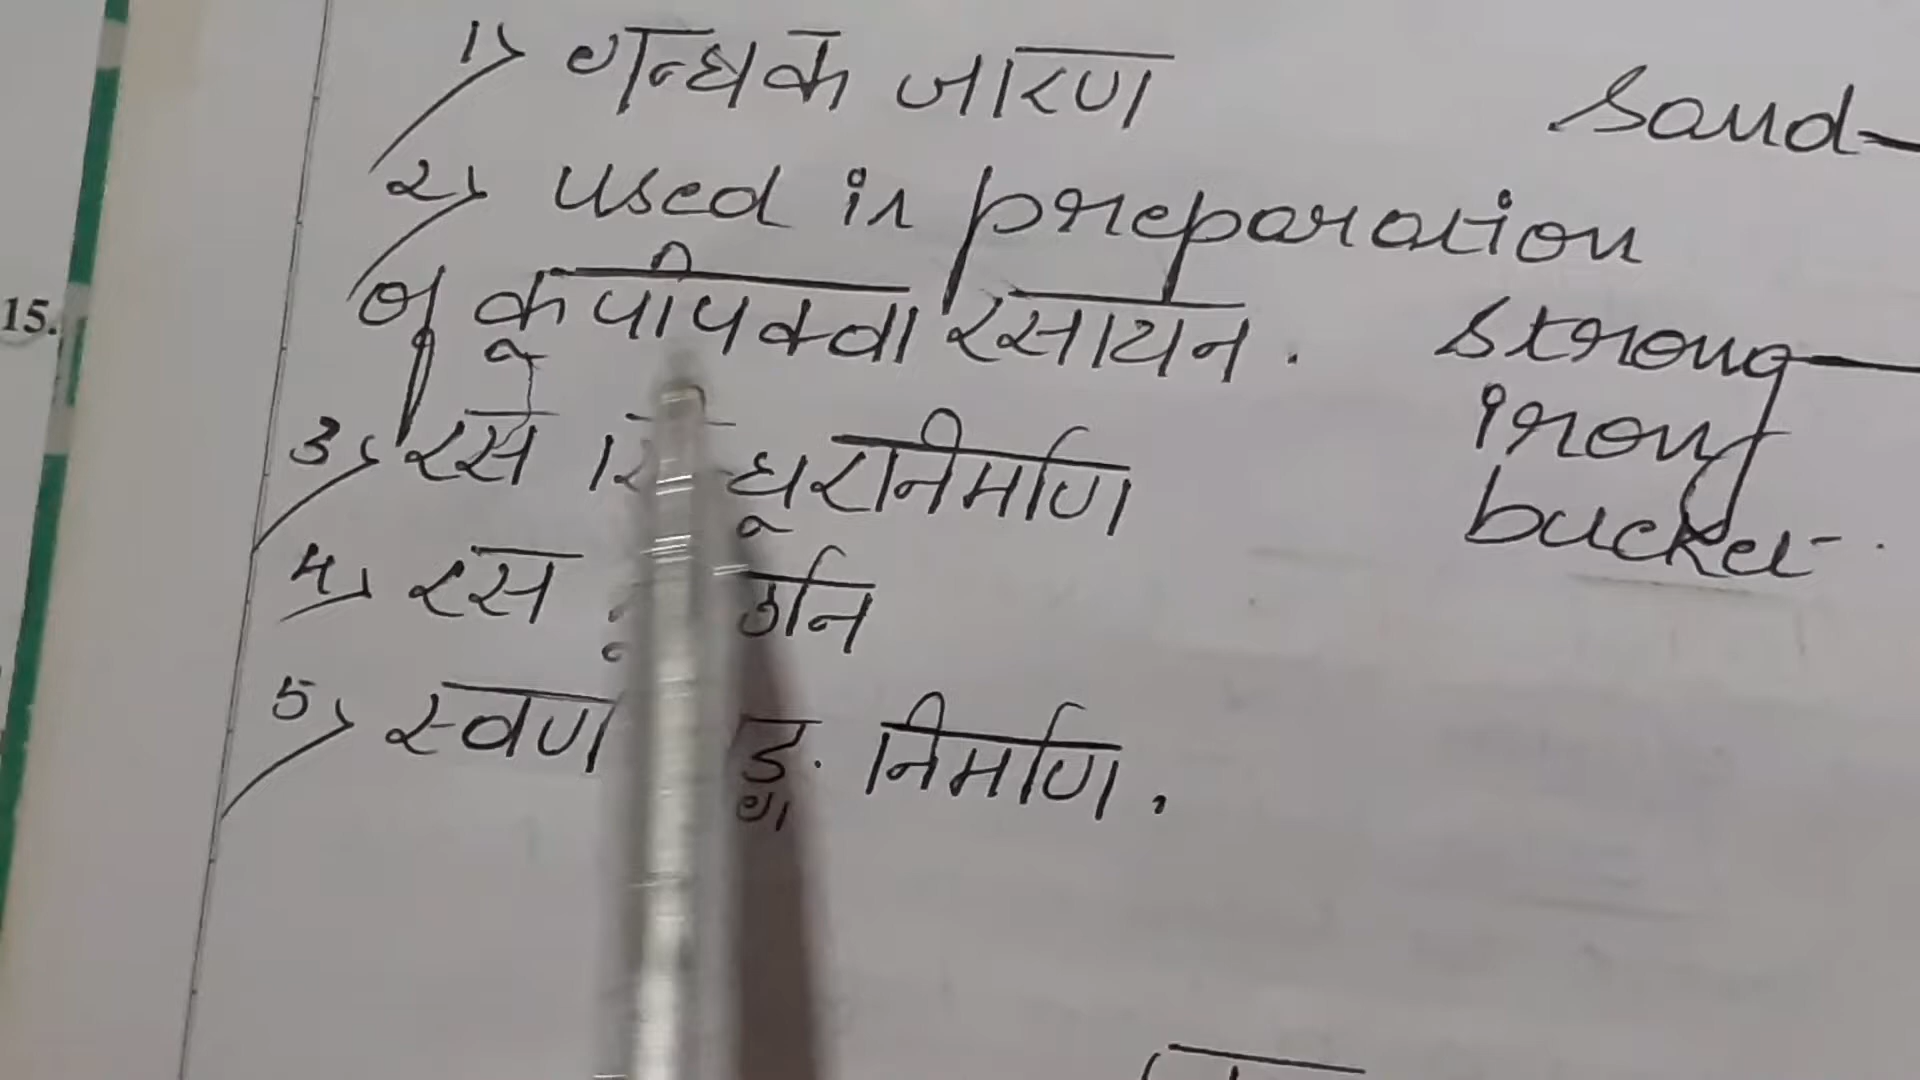 1) गन्धक जारण
2) used in preparation
of कूपीपक्वा रसायन.
3) रस निर्माण
4) रस
5) निर्माण.
Sand
strong
iron
bucket.
15.